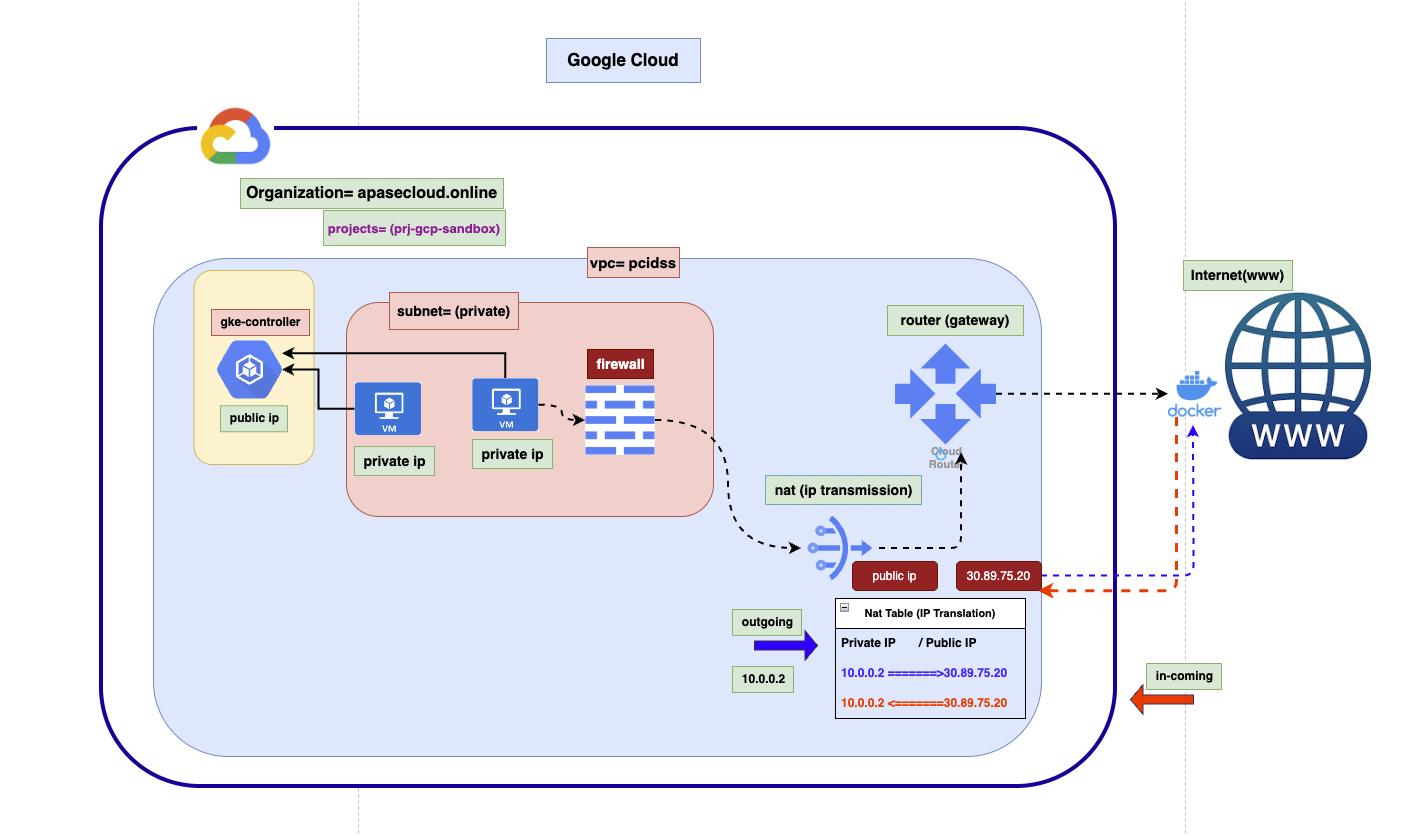 Google Cloud
Organization= apasecloud.online
projects= (prj-gcp-sandbox)
vpc= pcidss
Internet(www)
subnet= (private)
gke-controller
router (gateway)
firewall
public ip
VM
VM
private ip
private ip
docker
WWW
Cloud
Router
nat (ip transmission)
public ip
30.89.75.20
Nat Table (IP Translation)
outgoing
Private IP / Public IP
10.0.0.2 =======>30.89.75.20
10.0.0.2
10.0.0.2 <=======30.89.75.20
in-coming